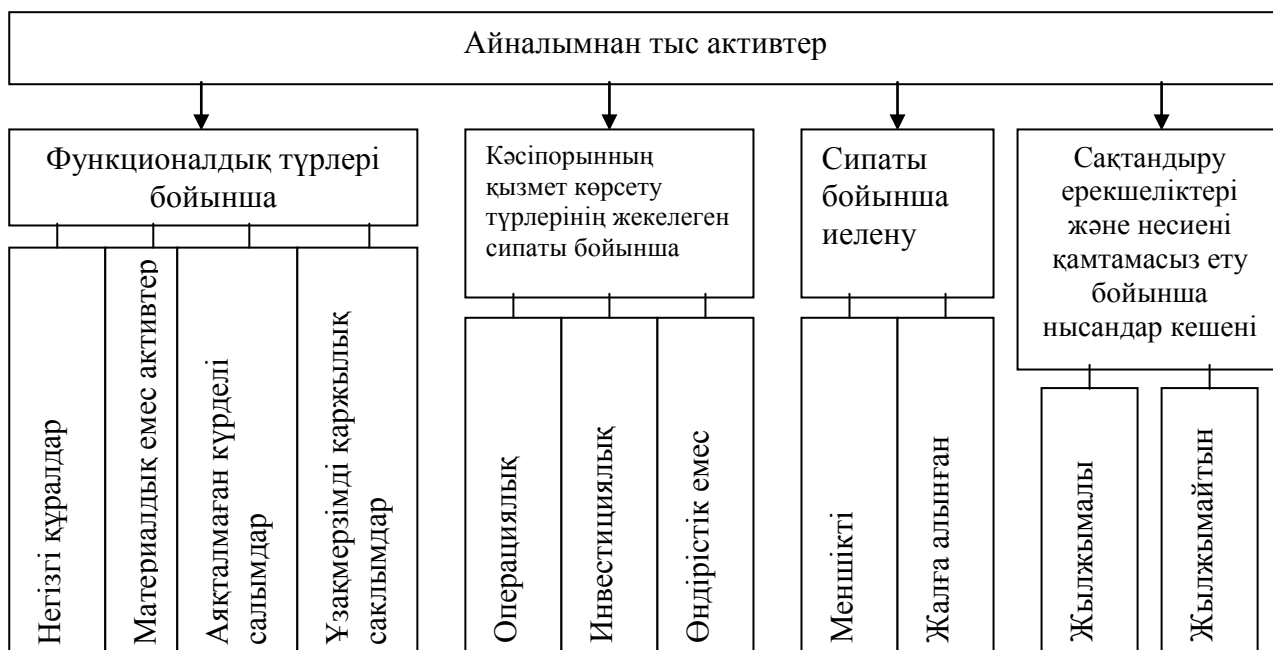 Айналымнан тыс активтер
Функционалдық түрлері
бойынша
Кәсіпорынның
қызмет көрсету
түрлерінің жекелеген
сипаты бойынша
Сипаты
бойынша
иелену
Сақтандыру
ерекшеліктері
және несиені
қамтамасыз ету
бойынша
нысандар кешені
Негізгі құралдар
Материалдық емес активтер
Аяқталмаған күрделі
салымдар
Ұзақмерзімді қаржылық
саклымдар
Операциялық
Инвестициялық
Өндірістік емес
Меншікті
Жалға алынған
Жылжымалы
Жылжымайтын